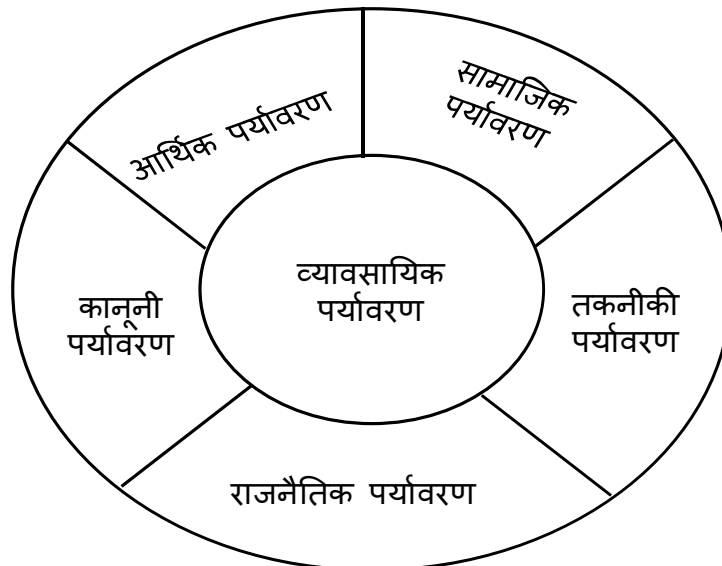 आर्थिक पर्यावरण
सामाजिक
पर्यावरण
व्यावसायिक
पर्यावरण
कानूनी
पर्यावरण
तकनीकी
पर्यावरण
राजनैतिक पर्यावरण